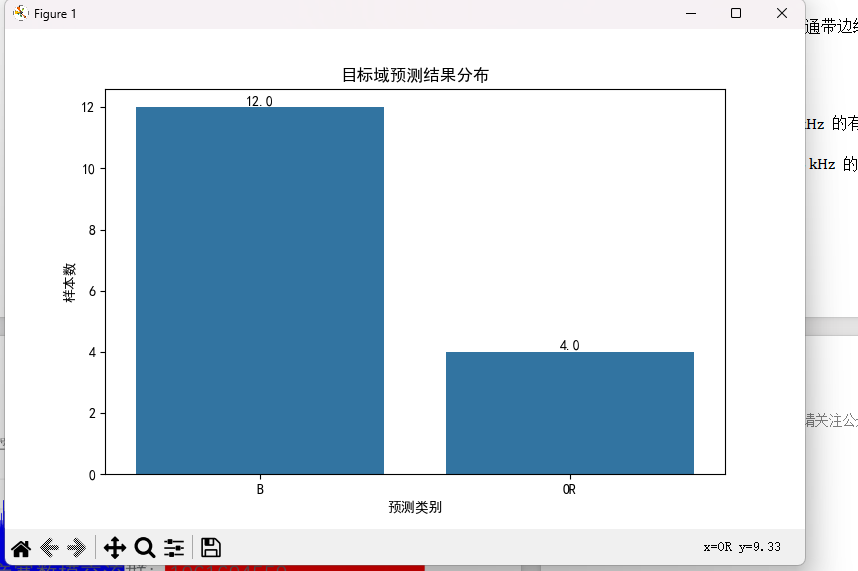 Figure 1
通带边
目标域预测结果分布
12.0
12
10
8
6
4
2
0
样本数
4.0
B
OR
预测类别
Hz 的有
kHz 的
请关注公
x=OR y=9.33